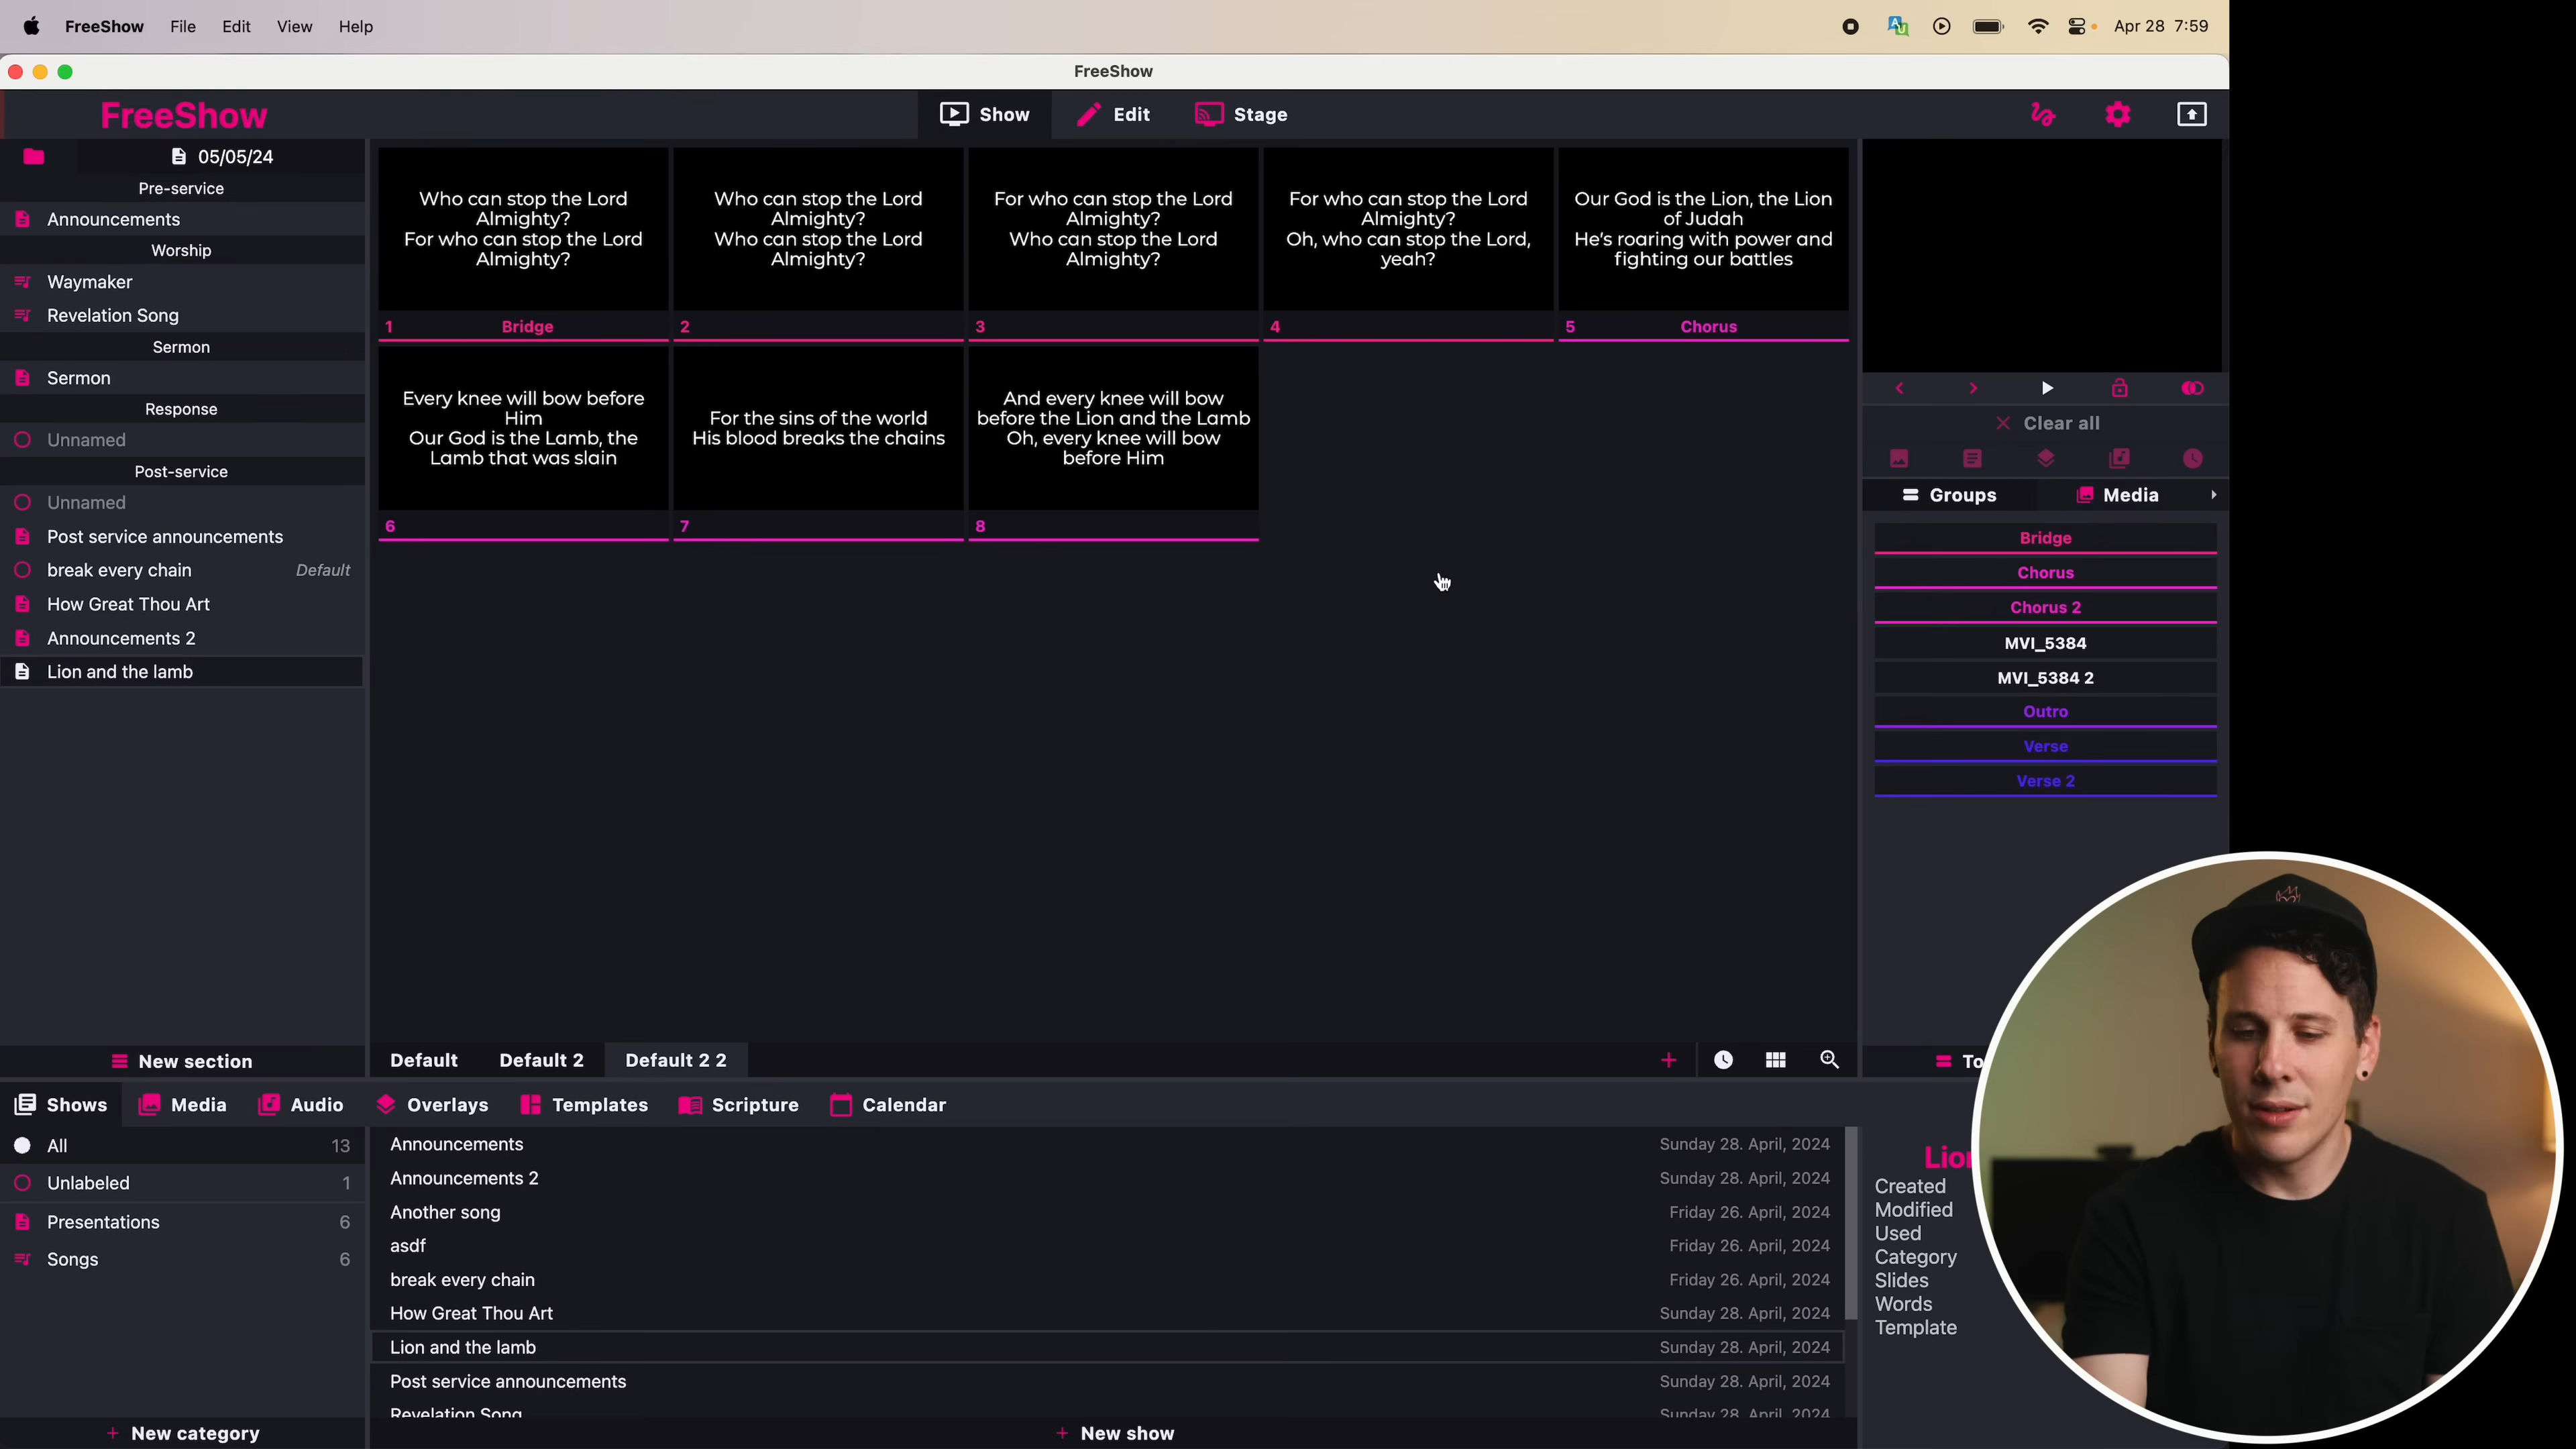 FreeShow File Edit View Help
Apr 28 7:59
FreeShow
FreeShow
Show
Edit
Stage
05/05/24
Pre-service
Announcements
Worship
Waymaker
Revelation Song
Sermon
Sermon
Response
Unnamed
Post-service
Unnamed
Post service announcements
break every chain Default
How Great Thou Art
Announcements 2
Lion and the lamb
New section
Who can stop the Lord
Almighty?
For who can stop the Lord
Almighty?
1 Bridge
Who can stop the Lord
Almighty?
Who can stop the Lord
Almighty?
2
For who can stop the Lord
Almighty?
Who can stop the Lord
Almighty?
3
For who can stop the Lord
Almighty?
Oh, who can stop the Lord,
yeah?
4
Our God is the Lion, the Lion
of Judah
He's roaring with power and
fighting our battles
5 Chorus
Every knee will bow before
Him
Our God is the Lamb, the
Lamb that was slain
6
For the sins of the world
His blood breaks the chains
7
And every knee will bow
before the Lion and the Lamb
Oh, every knee will bow
before Him
8
Default Default 2 Default 2 2
Clear all
Groups Media
Bridge
Chorus
Chorus 2
MVI_5384
MVI_5384 2
Outro
Verse
Verse 2
Shows Media Audio Overlays Templates Scripture Calendar
All 13
Unlabeled 1
Presentations 6
Songs 6
New category
Announcements Sunday 28. April, 2024
Announcements 2 Sunday 28. April, 2024
Another song Friday 26. April, 2024
asdf Friday 26. April, 2024
break every chain Friday 26. April, 2024
How Great Thou Art Sunday 28. April, 2024
Lion and the lamb Sunday 28. April, 2024
Post service announcements Sunday 28. April, 2024
Revelation Song Sunday 28. April, 2024
New show
Created
Modified
Used
Category
Slides
Words
Template